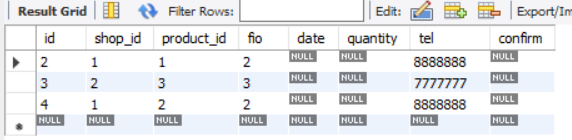 Result Grid Filter Rows: Edit: Export/Im
id shop_id product_id fio date quantity tel confirm
2 1 1 2 NULL NULL 8888888 NULL
3 2 3 3 NULL NULL 7777777 NULL
4 1 2 2 NULL NULL 8888888 NULL
NULL NULL NULL NULL NULL NULL NULL NULL